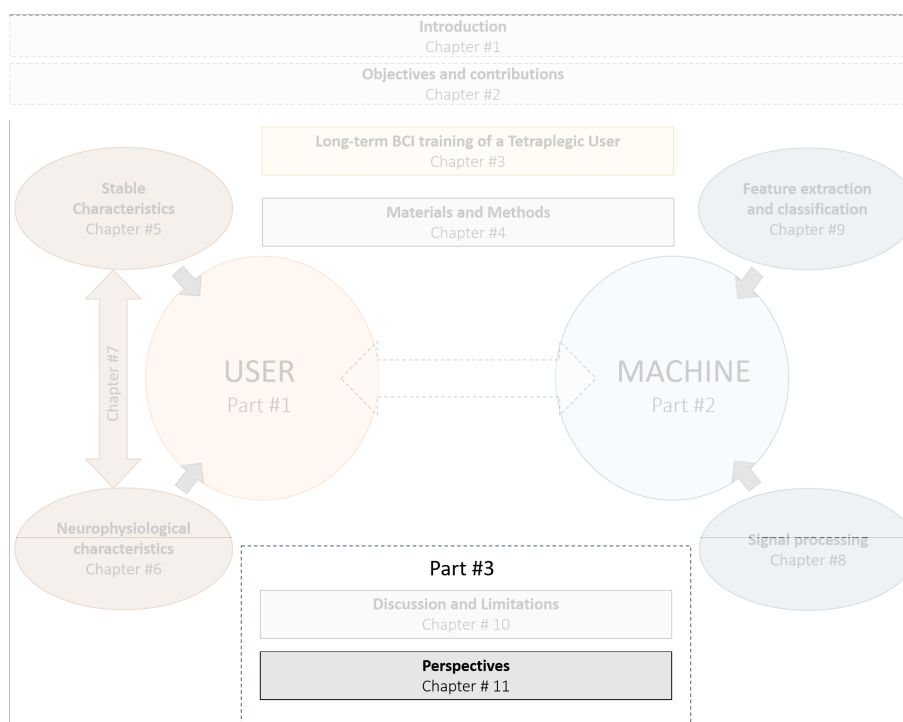 Introduction
Chapter #1
Objectives and contributions
Chapter #2
Long-term BCI training of a Tetraplegic User
Chapter #3
Stable
Characteristics
Chapter #5
Materials and Methods
Chapter #4
Feature extraction
and classification
Chapter #9
Chapter #7
USER
Part #1
MACHINE
Part #2
Neurophysiological
characteristics
Chapter #6
Signal processing
Chapter #8
Part #3
Discussion and Limitations
Chapter # 10
Perspectives
Chapter # 11